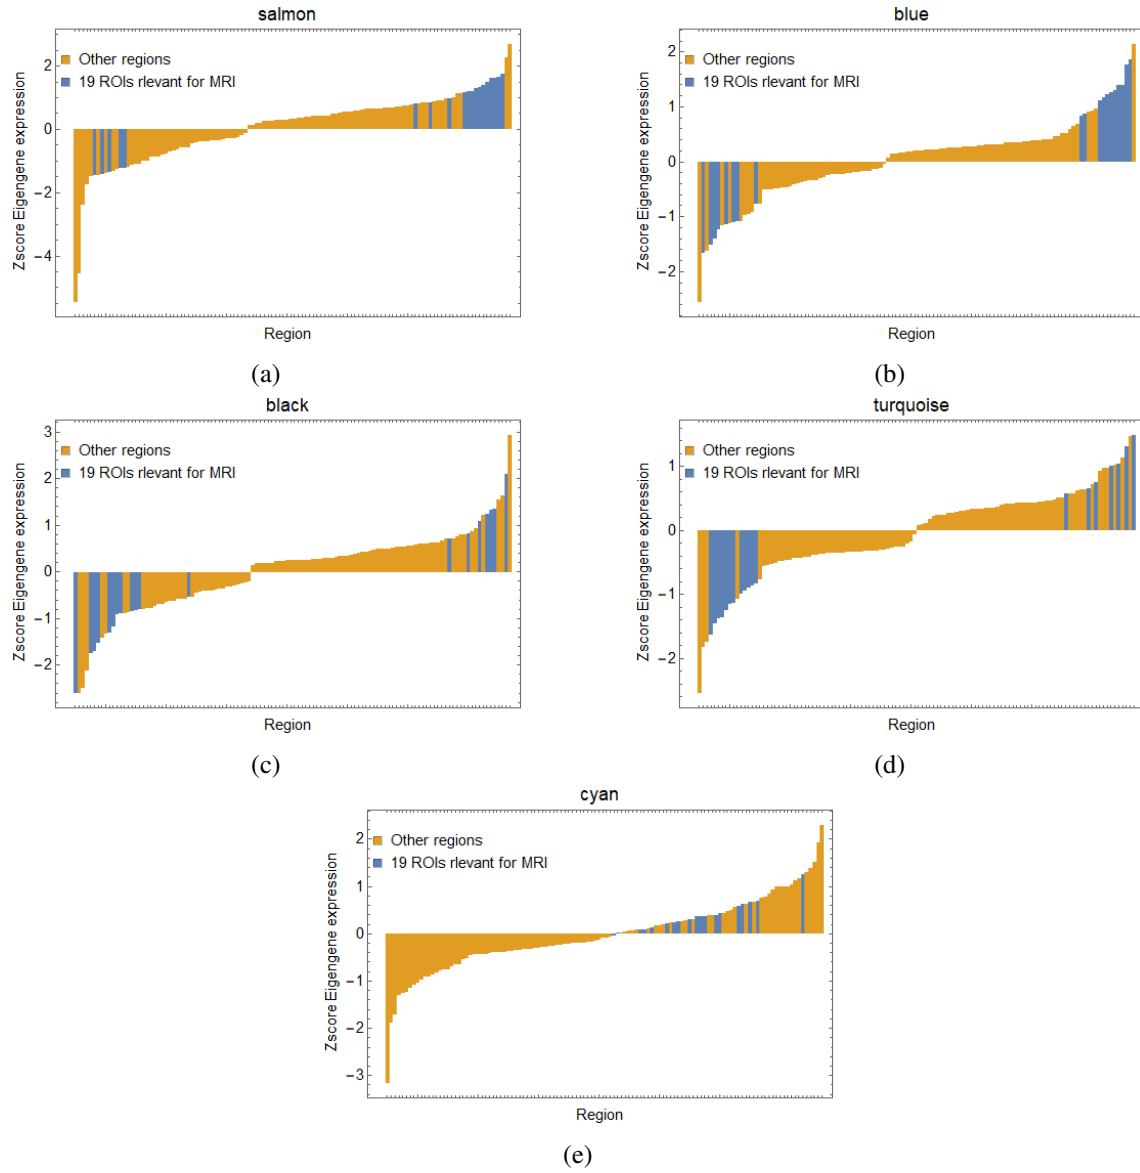 salmon
Other regions
19 ROIs rlevant for MRI
Zscore Eigengene expression
2
0
−2
−4
Region
(a)
blue
Other regions
19 ROIs rlevant for MRI
Zscore Eigengene expression
2
1
0
−1
−2
Region
(b)
black
Other regions
19 ROIs rlevant for MRI
Zscore Eigengene expression
3
2
1
0
−1
−2
Region
(c)
turquoise
Other regions
19 ROIs rlevant for MRI
Zscore Eigengene expression
1
0
−1
−2
Region
(d)
cyan
Other regions
19 ROIs rlevant for MRI
Zscore Eigengene expression
2
1
0
−1
−2
−3
Region
(e)